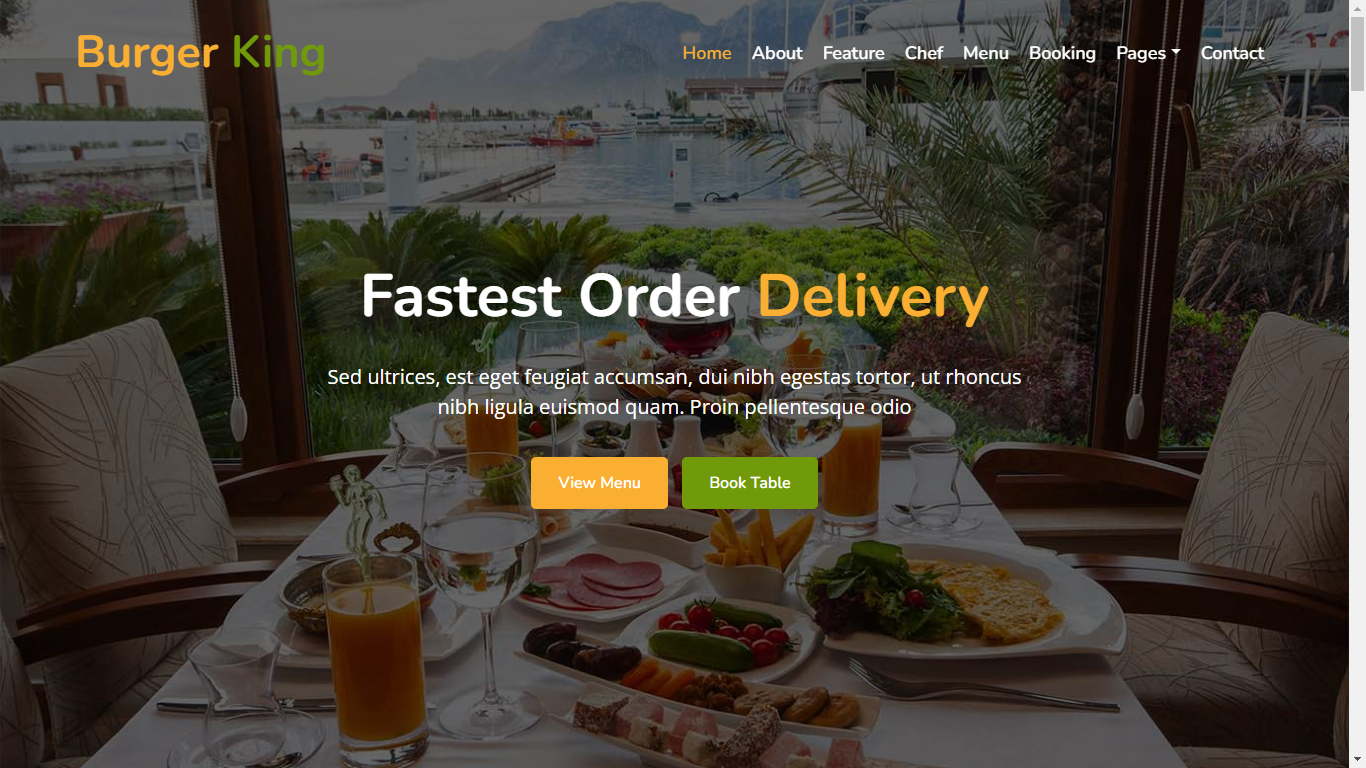 Burger King
Home About Feature Chef Menu Booking Pages Contact
Fastest Order Delivery
Sed ultrices, est eget feugiat accumsan, dui nibh egestas tortor, ut rhoncus
nibh ligula euismod quam. Proin pellentesque odio
View Menu Book Table